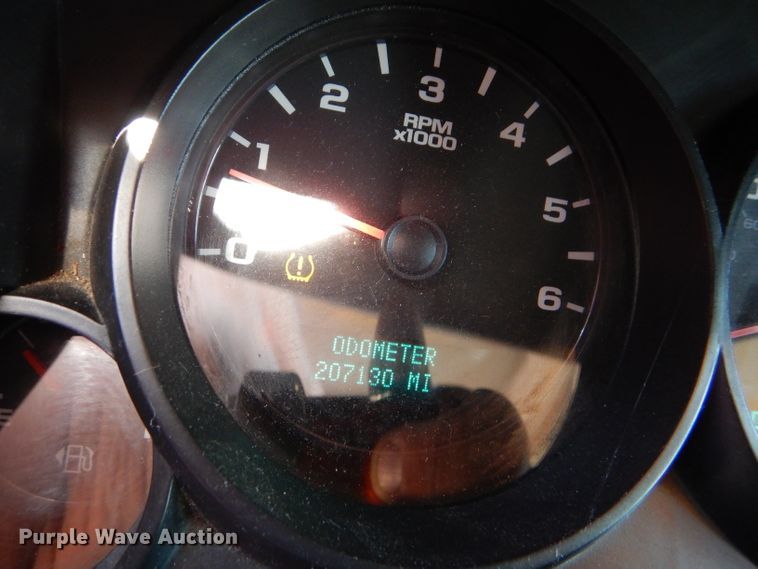 0
1
2
3
4
5
6
RPM
x1000
ODOMETER
207130 MI
Purple Wave Auction